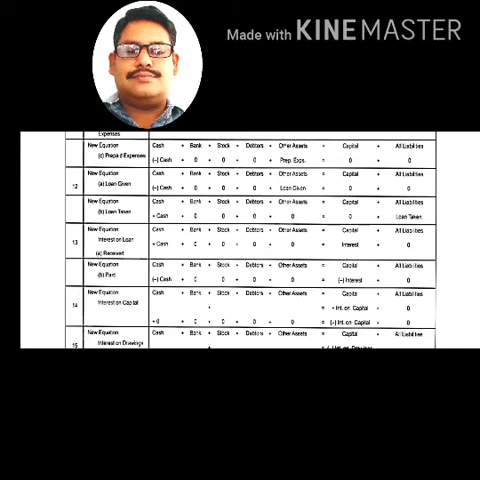 Made with KINEMASTER
Expenses
New Equation Cash + Bank + Stock + Debtors + Other Assets = Capital + All Liabilities
(c) Prepaid Expenses (–) Cash + 0 + 0 + 0 + Prep. Exps. = 0 + 0
New Equation Cash + Bank + Stock + Debtors + Other Assets = Capital + All Liabilities
12 (a) Loan Given (–) Cash + 0 + 0 + 0 + Loan Given = 0 + 0
New Equation Cash + Bank + Stock + Debtors + Other Assets = Capital + All Liabilities
(b) Loan Taken + Cash + 0 + 0 + 0 + 0 = 0 + Loan Taken.
New Equation Cash + Bank + Stock + Debtors + Other Assets = Capital + All Liabilities
13 Interest on Loan + Cash + 0 + 0 + 0 + 0 = Interest + 0
(a) Received
New Equation Cash + Bank + Stock + Debtors + Other Assets = Capital + All Liabilities
(b) Paid (–) Cash + 0 + 0 + 0 + 0 = (–) Interest + 0
New Equation Cash + Bank + Stock + Debtors + Other Assets = Capital + All Liabilities
14 Interest on Capital = + Int. on Capital + 0
+ 0 + 0 + 0 + 0 + 0 = (–) Int. on Capital + 0
New Equation Cash + Bank + Stock + Debtors + Other Assets = Capital + All Liabilities
15 Interest on Drawings